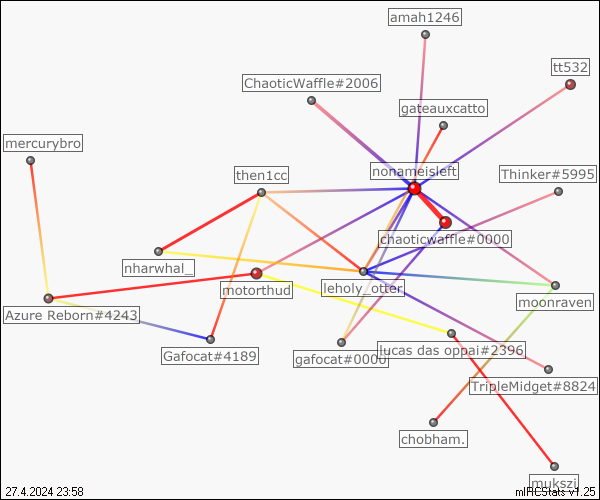 amah1246
tt532
ChaoticWaffle#2006
gateauxcatto
mercurybro
nonameisleft
then1cc
Thinker#5995
chaoticwaffle#0000
nharwhal_
motorthud
leholy_otter
moonraven
Azure Reborn#4243
Gafocat#4189
gafocat#0000
lucas das oppai#2396
TripleMidget#8824
chobham.
mukszi
27.4.2024 23:58
mIRCStats v1.25